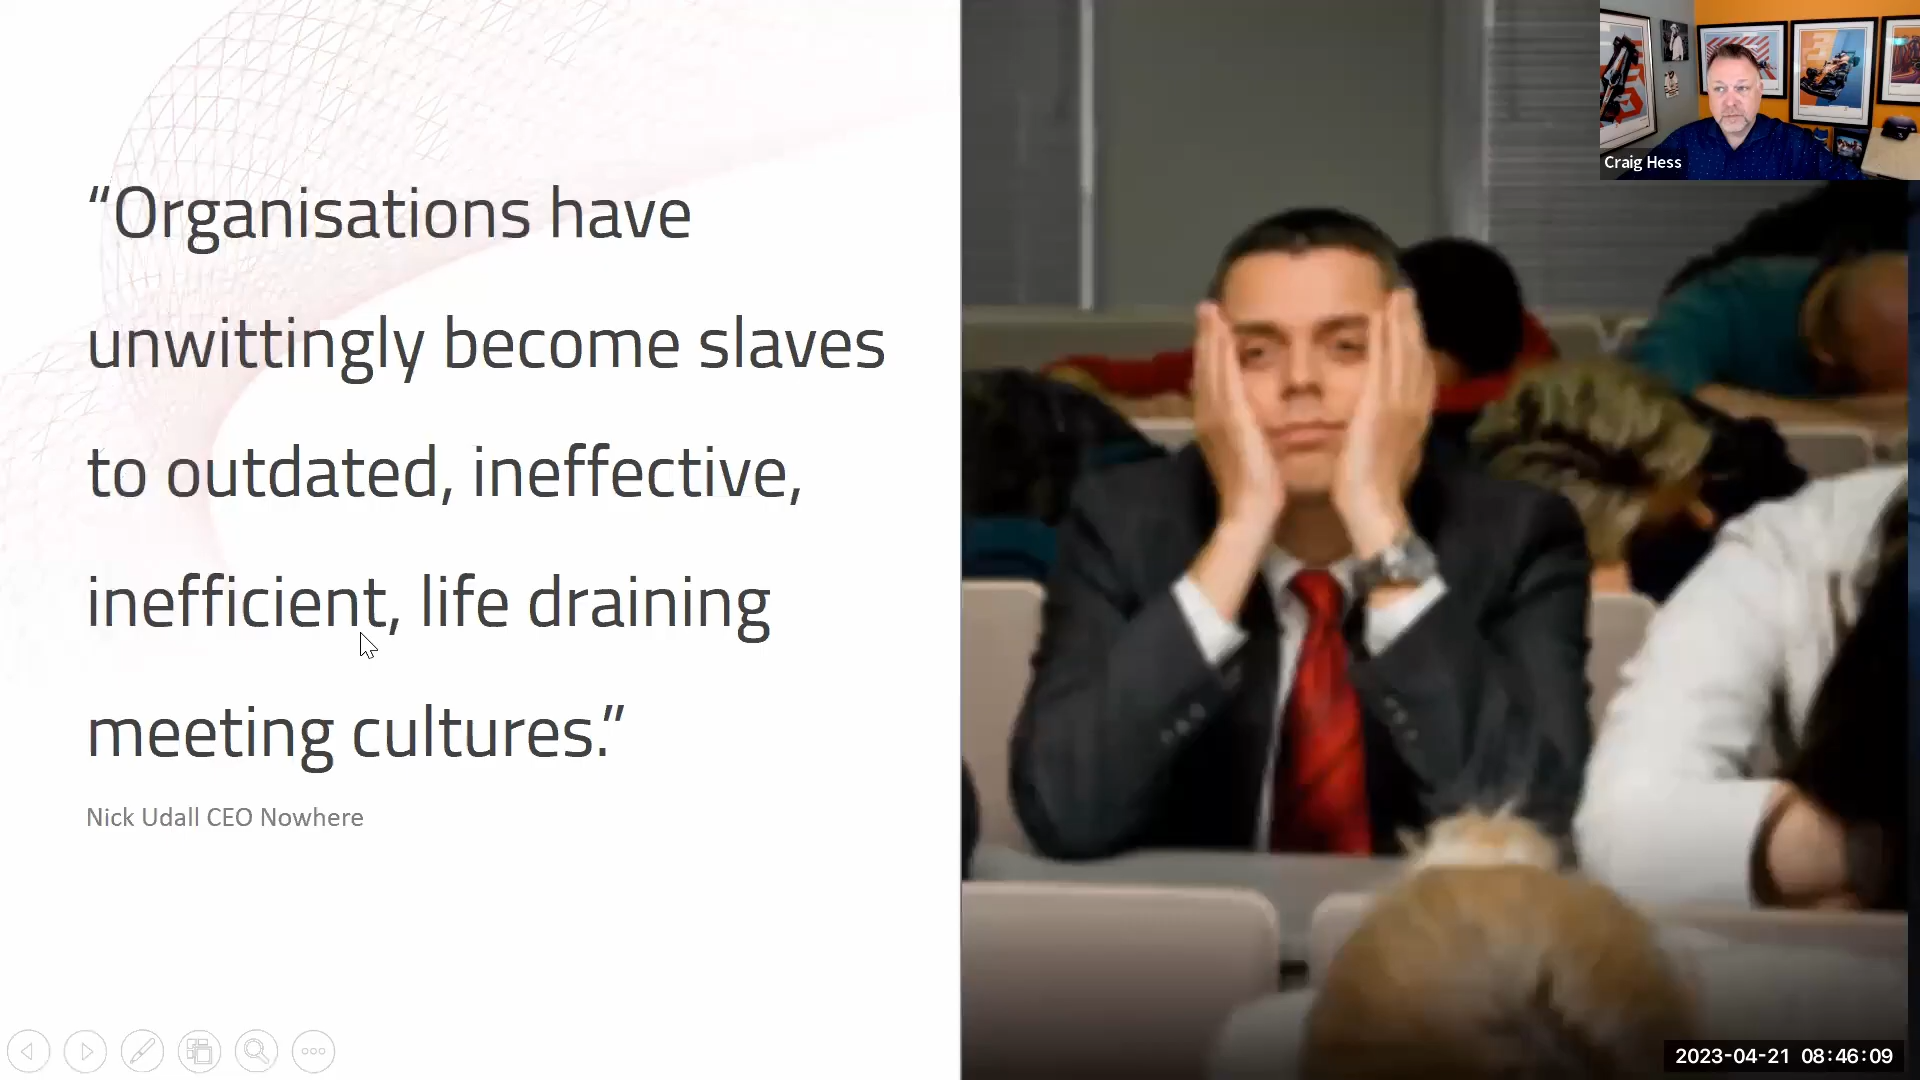 “Organisations have
unwittingly become slaves
to outdated, ineffective,
inefficient, life draining
meeting cultures.”
Nick Udall CEO Nowhere
Craig Hess
2023-04-21 08:46:09